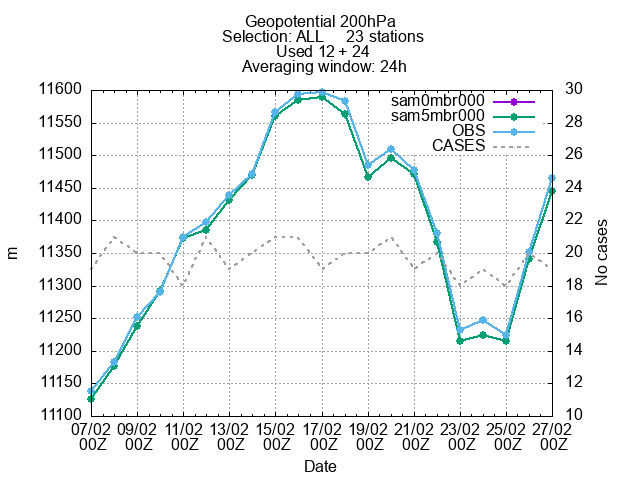 Geopotential 200hPa
Selection: ALL 23 stations
Used 12 + 24
Averaging window: 24h
11600
11550
11500
11450
11400
11350
11300
11250
11200
11150
11100
m
30
28
26
24
22
20
18
16
14
12
10
No cases
sam0mbr000
sam5mbr000
OBS
CASES
07/02 09/02 11/02 13/02 15/02 17/02 19/02 21/02 23/02 25/02 27/02
00Z 00Z 00Z 00Z 00Z 00Z 00Z 00Z 00Z 00Z 00Z
Date